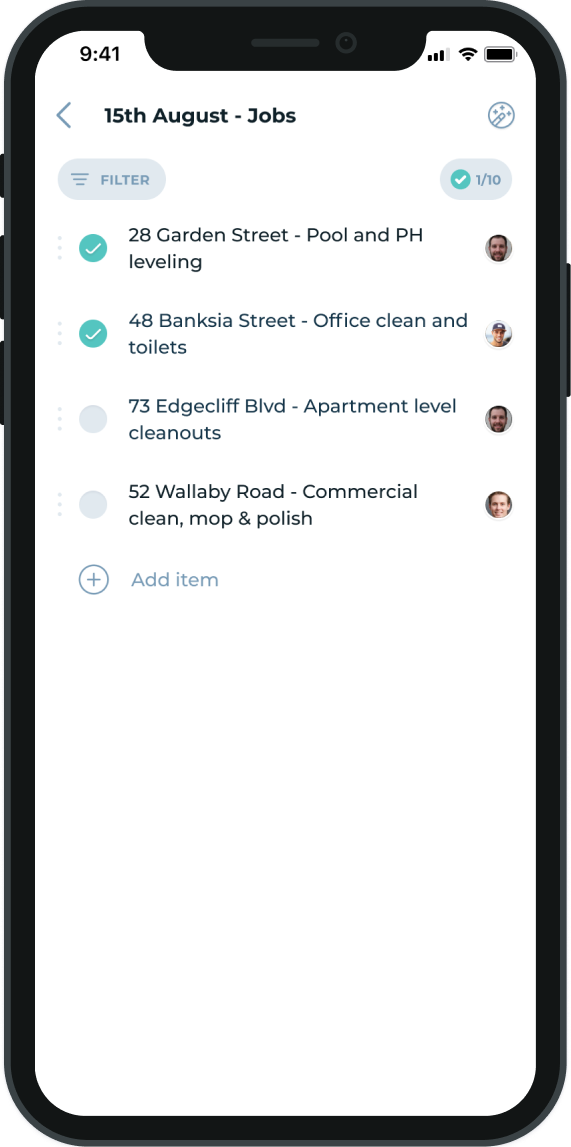 9:41
15th August - Jobs
FILTER
1/10
28 Garden Street - Pool and PH
leveling
48 Banksia Street - Office clean and
toilets
73 Edgecliff Blvd - Apartment level
cleanouts
52 Wallaby Road - Commercial
clean, mop & polish
Add item